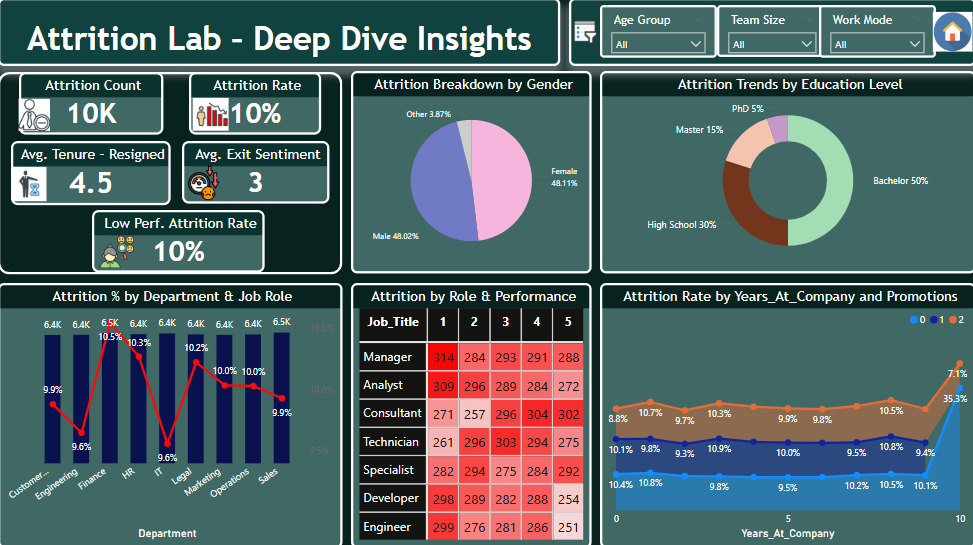 Attrition Lab – Deep Dive Insights
Age Group
All
Team Size
All
Work Mode
All
Attrition Count
10K
Attrition Rate
10%
Avg. Tenure - Resigned
4.5
Avg. Exit Sentiment
3
Low Perf. Attrition Rate
10%
Attrition Breakdown by Gender
Other 3.87%
Female
48.11%
Male 48.02%
Attrition Trends by Education Level
PhD 5%
Master 15%
Bachelor 50%
High School 30%
Attrition % by Department & Job Role
6.4K 6.4K 6.5K 6.4K 6.4K 6.4K 6.4K 6.4K 6.5K
10.5%
10.0%
9.5%
9.9% 9.6% 10.5% 10.3% 9.6% 10.2% 10.0% 10.0% 9.9%
Customer... Engineering Finance HR IT Legal Marketing Operations Sales
Department
Attrition by Role & Performance
Job_Title 1 2 3 4 5
Manager 314 284 293 291 288
Analyst 309 296 289 284 272
Consultant 271 257 296 304 302
Technician 261 296 303 294 275
Specialist 282 294 275 284 292
Developer 298 289 282 288 254
Engineer 299 276 281 286 251
Attrition Rate by Years_At_Company and Promotions
0 1 2
8.8% 10.7% 9.7% 10.3% 9.9% 9.8% 10.5% 7.1%
10.1% 9.8% 9.3% 10.9% 10.0% 9.5% 10.8% 9.4% 35.3%
10.4% 10.8% 9.8% 9.5% 10.2% 10.5% 10.1%
0 5 10
Years_At_Company